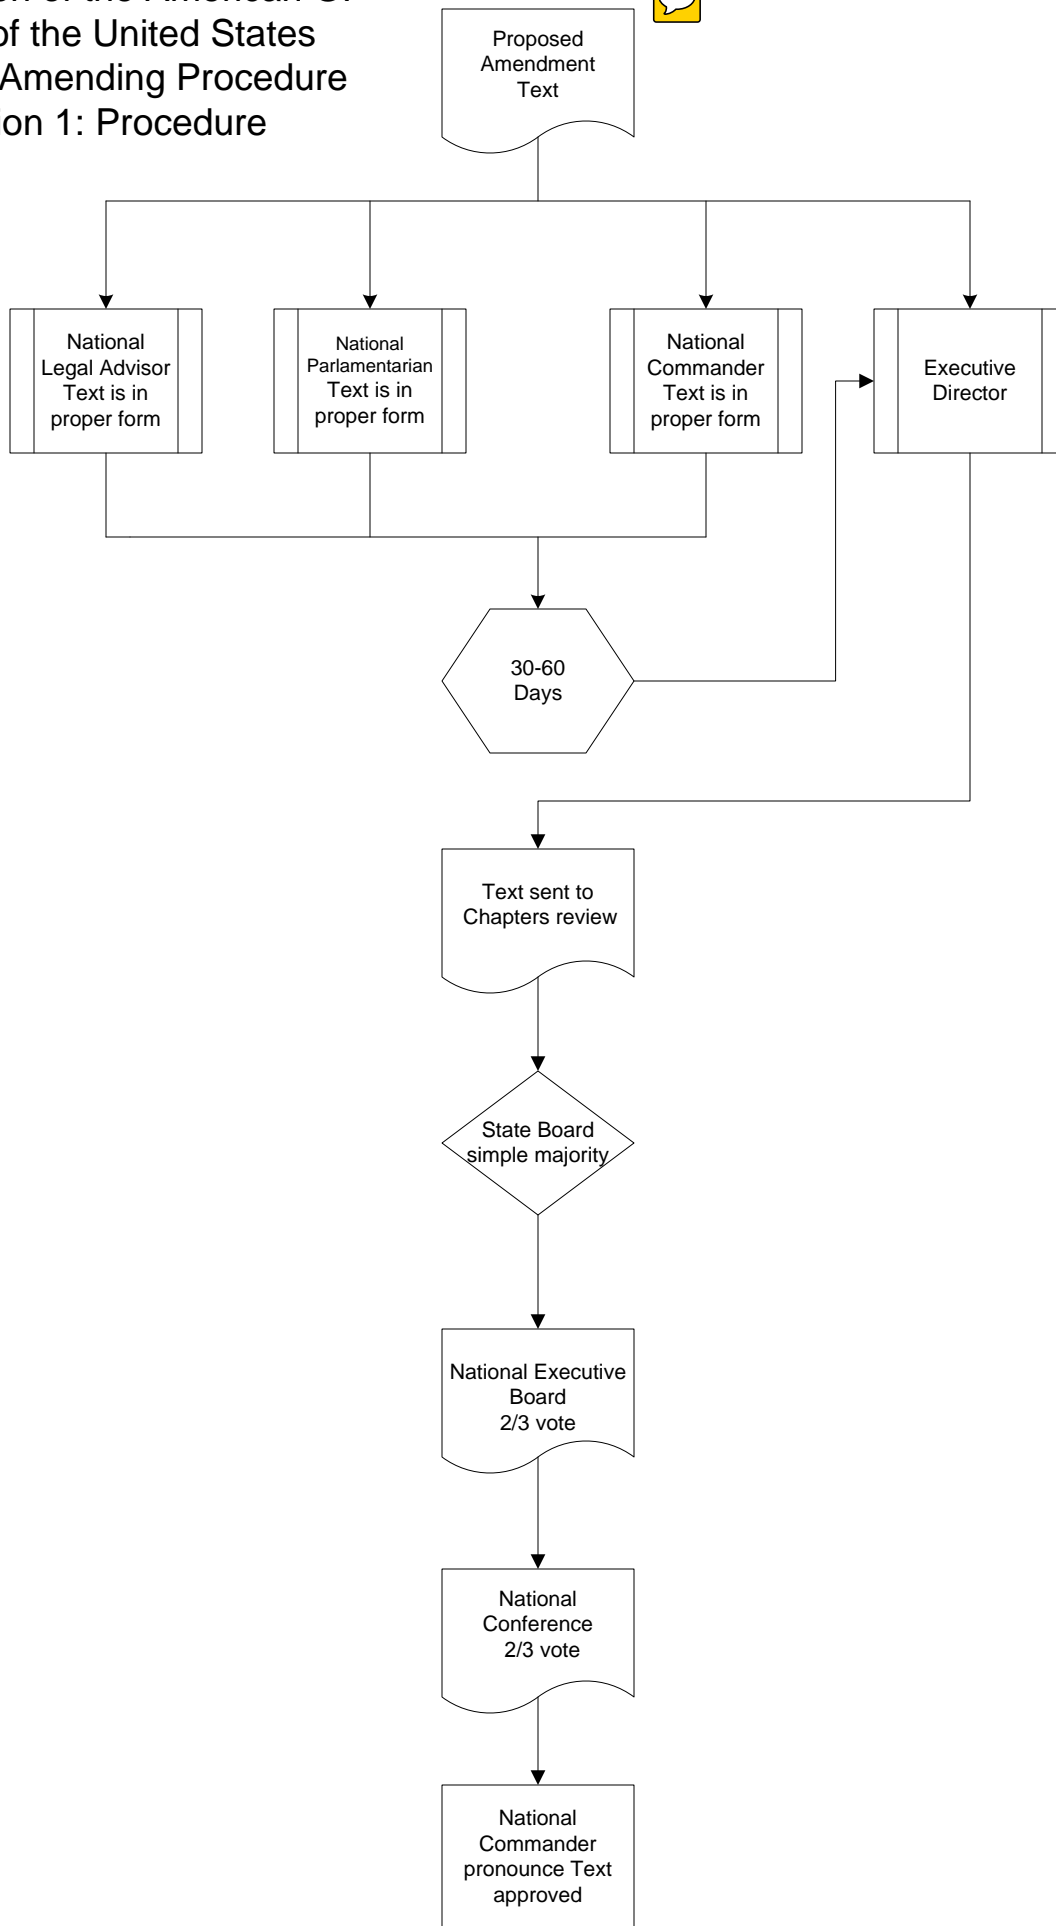 of the American
of the United States
Amending Procedure
1: Procedure
Proposed
Amendment
Text
National
Legal Advisor
Text is in
proper form
National
Parlamentarian
Text is in
proper form
National
Commander
Text is in
proper form
Executive
Director
30-60
Days
Text sent to
Chapters review
State Board
simple majority
National Executive
Board
2/3 vote
National
Conference
2/3 vote
National
Commander
pronounce Text
approved